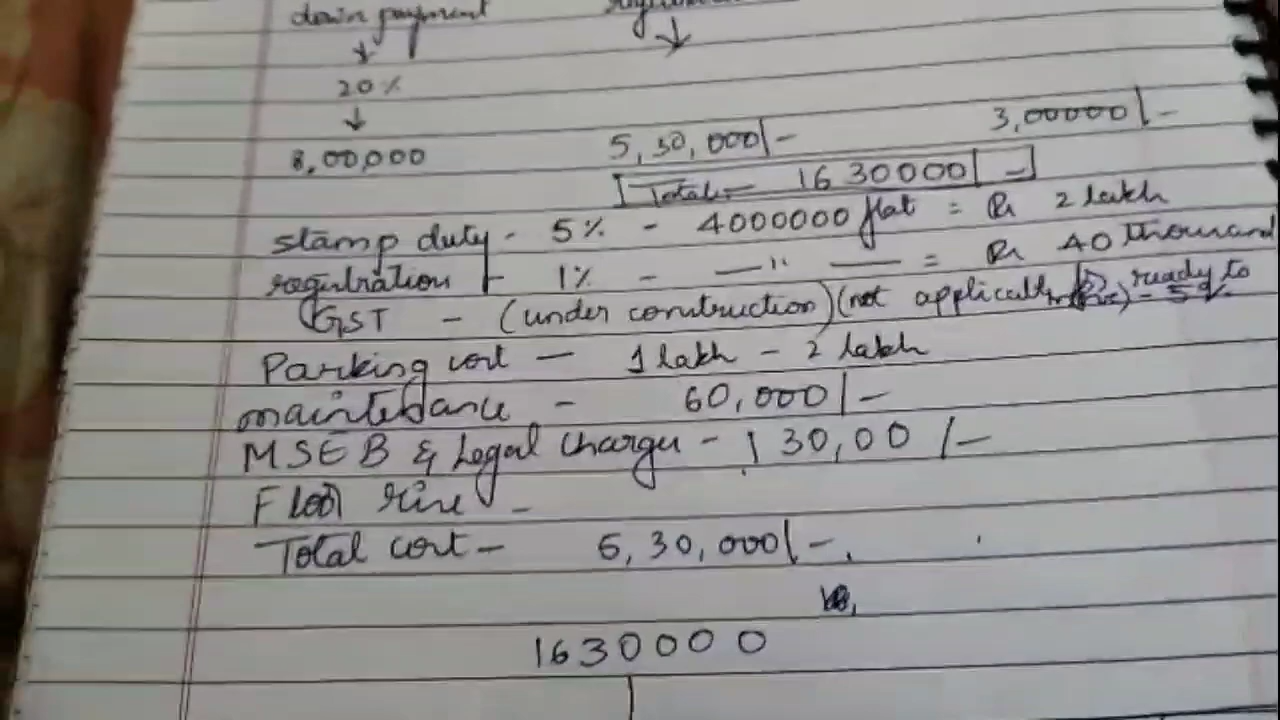 down payment
↓ ↓
20%
↓
8,00,000 5,30,000/- 3,00000/-
[Total - 1630000/-]
stamp duty - 5% - 4000000 flat = Rs 2 lakh
registration - 1% - —"— = Rs 40 thousand
GST - (under construction) (not applicable ready to - 5%
Parking cost - 1 lakh - 2 lakh
maintenance - 60,000/-
MSEB & Legal Charges - 130,00/-
Floor rise -
Total cost - 5,30,000/-.
1630000